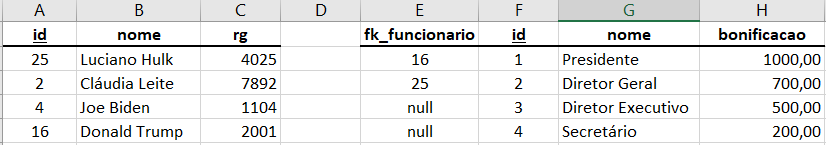 A B C D E F G H
id nome rg fk_funcionario id nome bonificacao
25 Luciano Hulk 4025 16 1 Presidente 1000,00
2 Cláudia Leite 7892 25 2 Diretor Geral 700,00
4 Joe Biden 1104 null 3 Diretor Executivo 500,00
16 Donald Trump 2001 null 4 Secretário 200,00